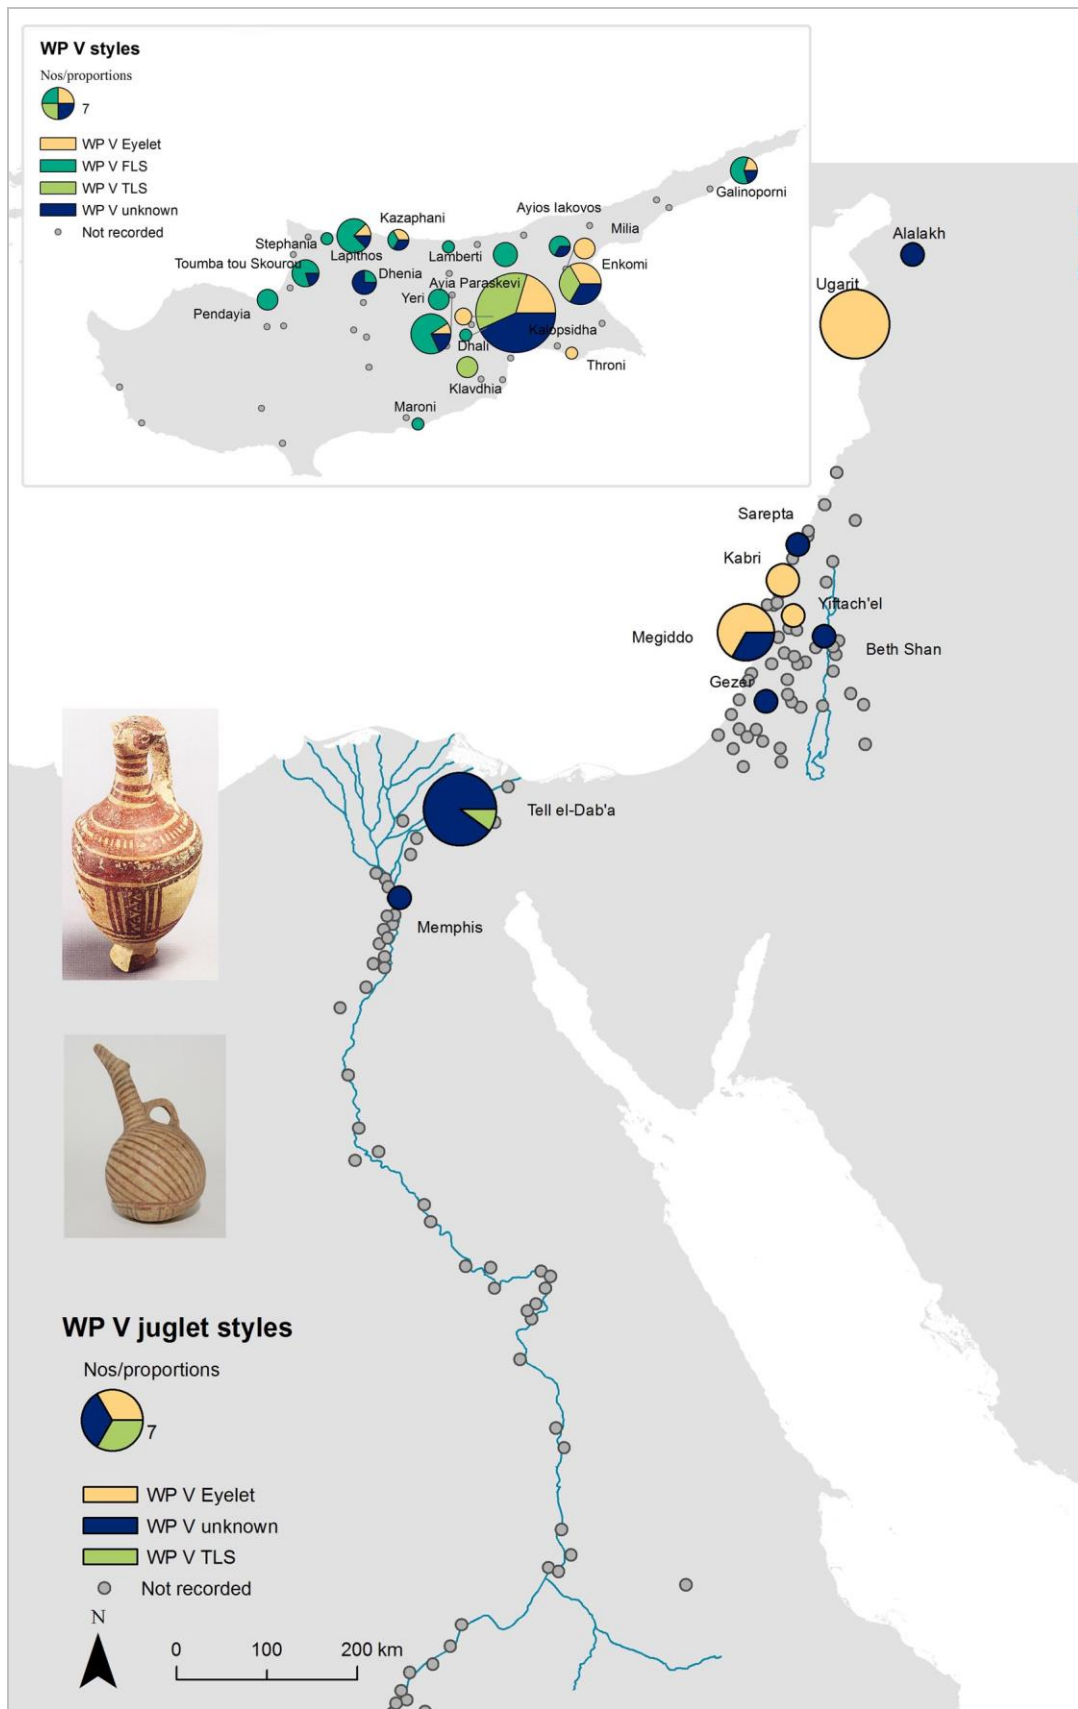 WP V styles
Nos/proportions
7
WP V Eyelet
WP V FLS
WP V TLS
WP V unknown
Not recorded
Galinoporni
Ayios Iakovos
Kazaphani
Milia
Stephania
Lapithos
Lamberti
Enkomi
Toumba tou Skourou
Dhenia
Ayia Paraskevi
Yeri
Pendayia
Kalopsidha
Dhali
Throni
Klavdhia
Maroni
Alalakh
Ugarit
Sarepta
Kabri
Yiftach'el
Megiddo
Beth Shan
Gezer
Tell el-Dab'a
Memphis
WP V juglet styles
Nos/proportions
7
WP V Eyelet
WP V unknown
WP V TLS
Not recorded
N
0 100 200 km